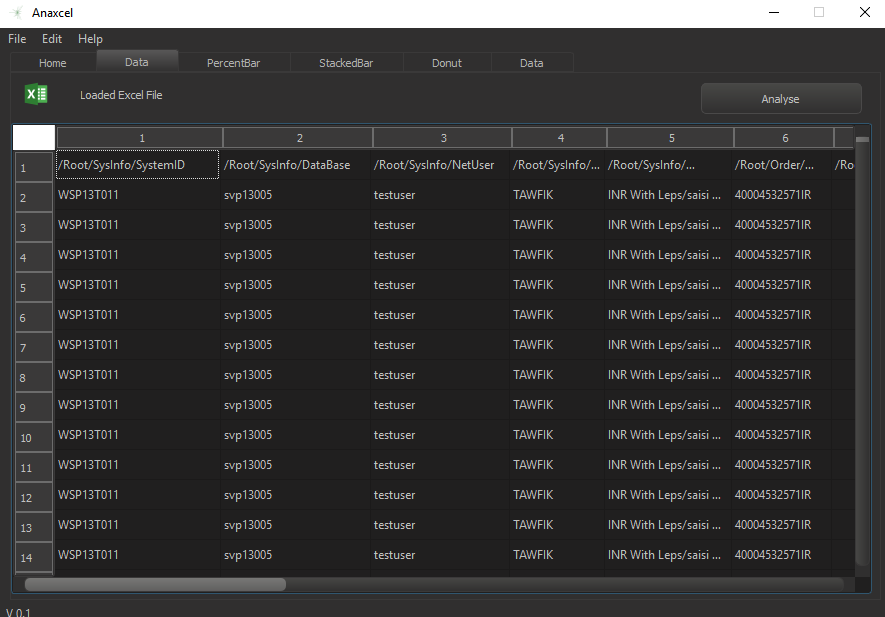 Anaxcel
File Edit Help
Home Data PercentBar StackedBar Donut Data
Loaded Excel File Analyse
1 2 3 4 5 6
1 /Root/SysInfo/SystemID /Root/SysInfo/DataBase /Root/SysInfo/NetUser /Root/SysInfo/... /Root/SysInfo/... /Root/Order/... /Ro
2 WSP13T011 svp13005 testuser TAWFIK INR With Leps/saisi ... 40004532571IR
3 WSP13T011 svp13005 testuser TAWFIK INR With Leps/saisi ... 40004532571IR
4 WSP13T011 svp13005 testuser TAWFIK INR With Leps/saisi ... 40004532571IR
5 WSP13T011 svp13005 testuser TAWFIK INR With Leps/saisi ... 40004532571IR
6 WSP13T011 svp13005 testuser TAWFIK INR With Leps/saisi ... 40004532571IR
7 WSP13T011 svp13005 testuser TAWFIK INR With Leps/saisi ... 40004532571IR
8 WSP13T011 svp13005 testuser TAWFIK INR With Leps/saisi ... 40004532571IR
9 WSP13T011 svp13005 testuser TAWFIK INR With Leps/saisi ... 40004532571IR
10 WSP13T011 svp13005 testuser TAWFIK INR With Leps/saisi ... 40004532571IR
11 WSP13T011 svp13005 testuser TAWFIK INR With Leps/saisi ... 40004532571IR
12 WSP13T011 svp13005 testuser TAWFIK INR With Leps/saisi ... 40004532571IR
13 WSP13T011 svp13005 testuser TAWFIK INR With Leps/saisi ... 40004532571IR
14 WSP13T011 svp13005 testuser TAWFIK INR With Leps/saisi ... 40004532571IR
V 0.1